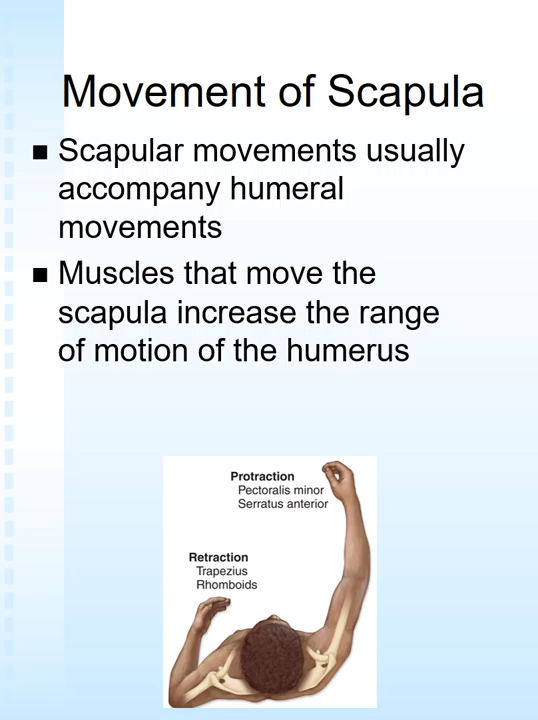 Movement of Scapula
Scapular movements usually
accompany humeral
movements
Muscles that move the
scapula increase the range
of motion of the humerus
Protraction
Pectoralis minor
Serratus anterior
Retraction
Trapezius
Rhomboids